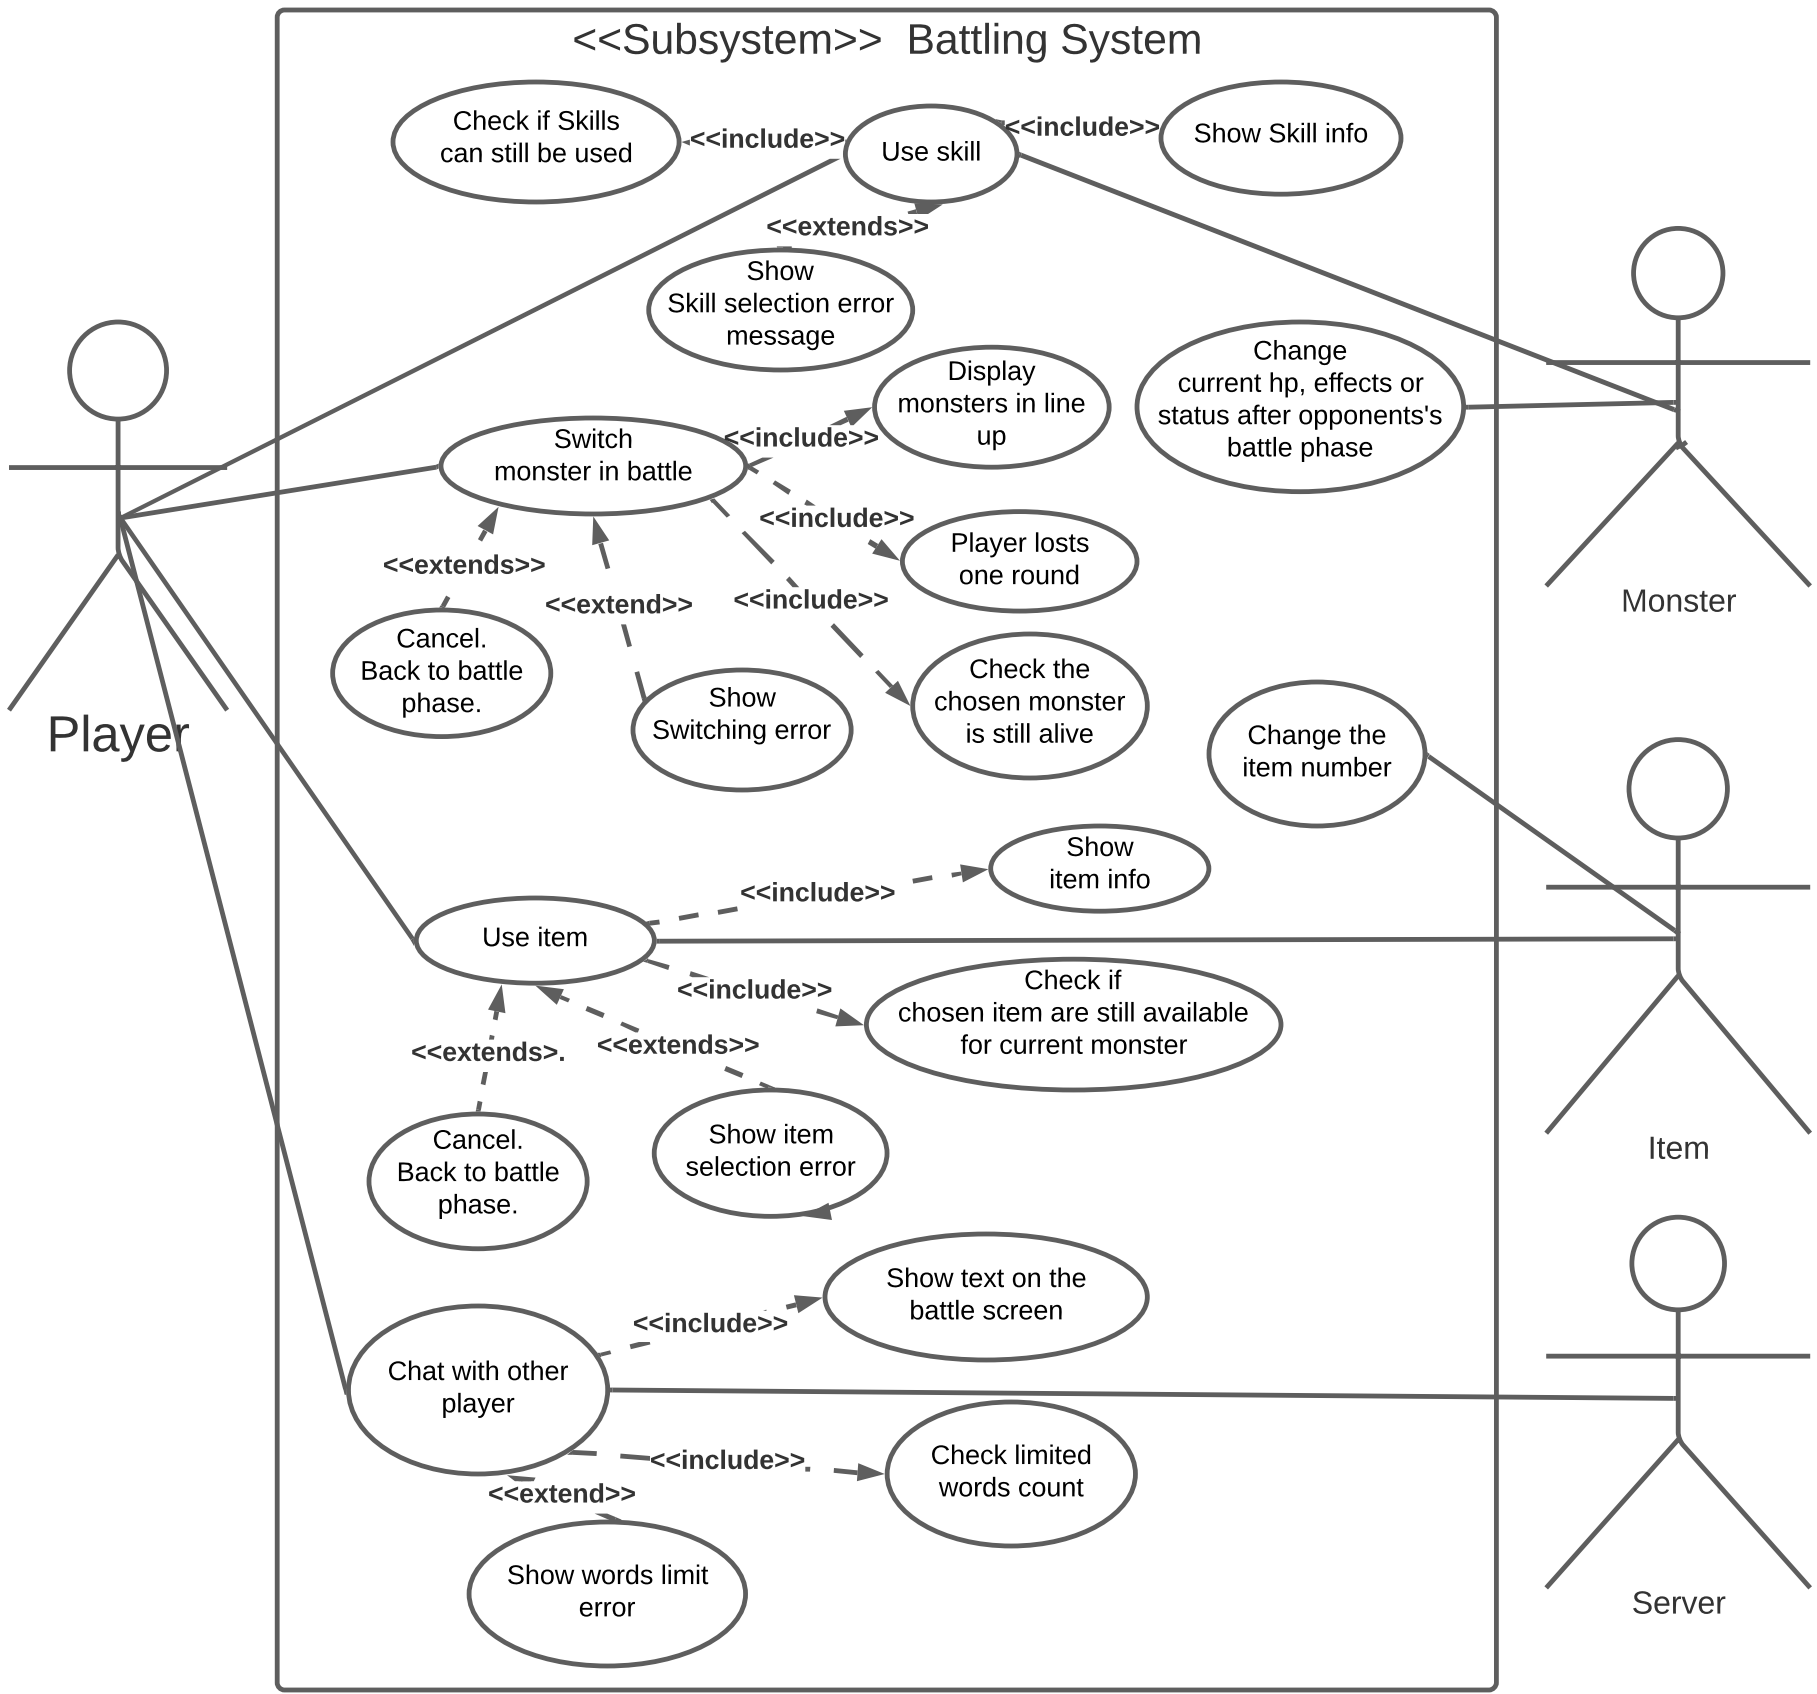 <<Subsystem>>  Battling System
Check if Skills
can still be used
<<include>>
Use skill
<<include>>
Show Skill info
<<extends>>
Show
Skill selection error
message
Display
monsters in line
up
Change
current hp, effects or
status after opponents's
battle phase
Switch
monster in battle
<<include>>
<<include>>
Player losts
one round
<<extends>>
<<extend>>
<<include>>
Monster
Cancel.
Back to battle
phase.
Show
Switching error
Check the
chosen monster
is still alive
Player
Change the
item number
Show
item info
<<include>>
Use item
<<include>>
Check if
chosen item are still available
for current monster
<<extends>.
<<extends>>
Cancel.
Back to battle
phase.
Show item
selection error
Item
Show text on the
battle screen
<<include>>
Chat with other
player
<<include>>.
Check limited
words count
<<extend>>
Show words limit
error
Server